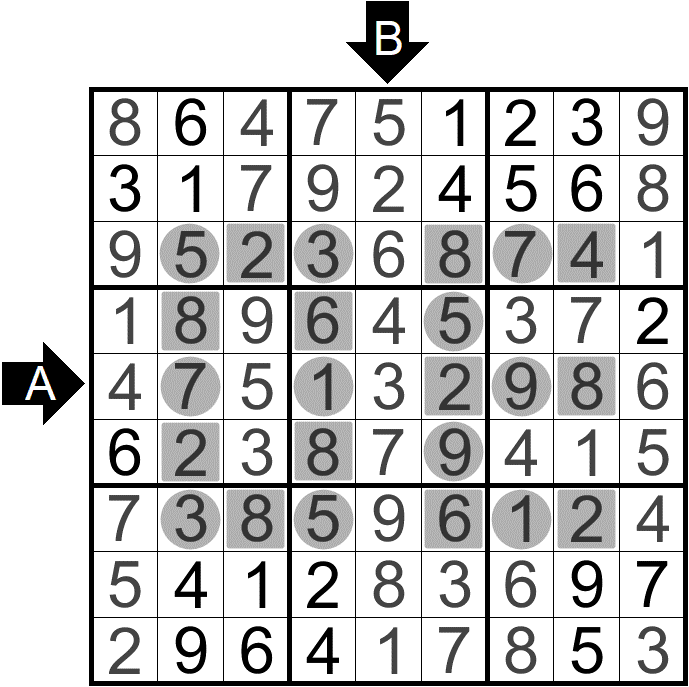 B
8 6 4 7 5 1 2 3 9
3 1 7 9 2 4 5 6 8
9 5 2 3 6 8 7 4 1
1 8 9 6 4 5 3 7 2
A 4 7 5 1 3 2 9 8 6
6 2 3 8 7 9 4 1 5
7 3 8 5 9 6 1 2 4
5 4 1 2 8 3 6 9 7
2 9 6 4 1 7 8 5 3